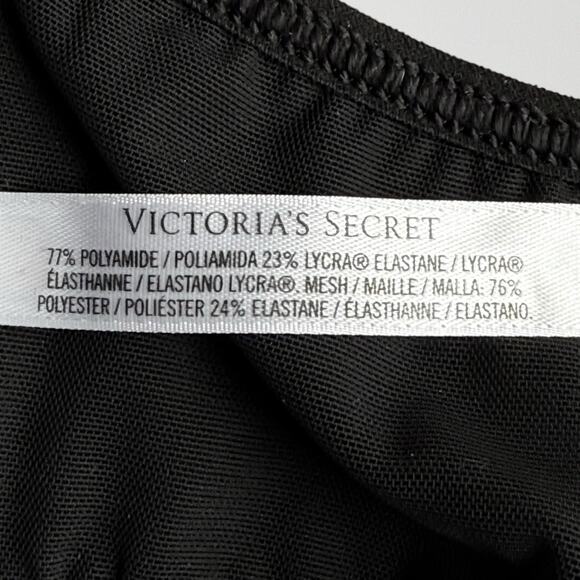 VICTORIA'S SECRET
77% POLYAMIDE / POLIAMIDA 23% LYCRA® ELASTANE / LYCRA®
ÉLASTHANNE / ELASTANO LYCRA®. MESH / MAILLE / MALLA: 76%
POLYESTER / POLIÉSTER 24% ELASTANE / ÉLASTHANNE / ELASTANO.